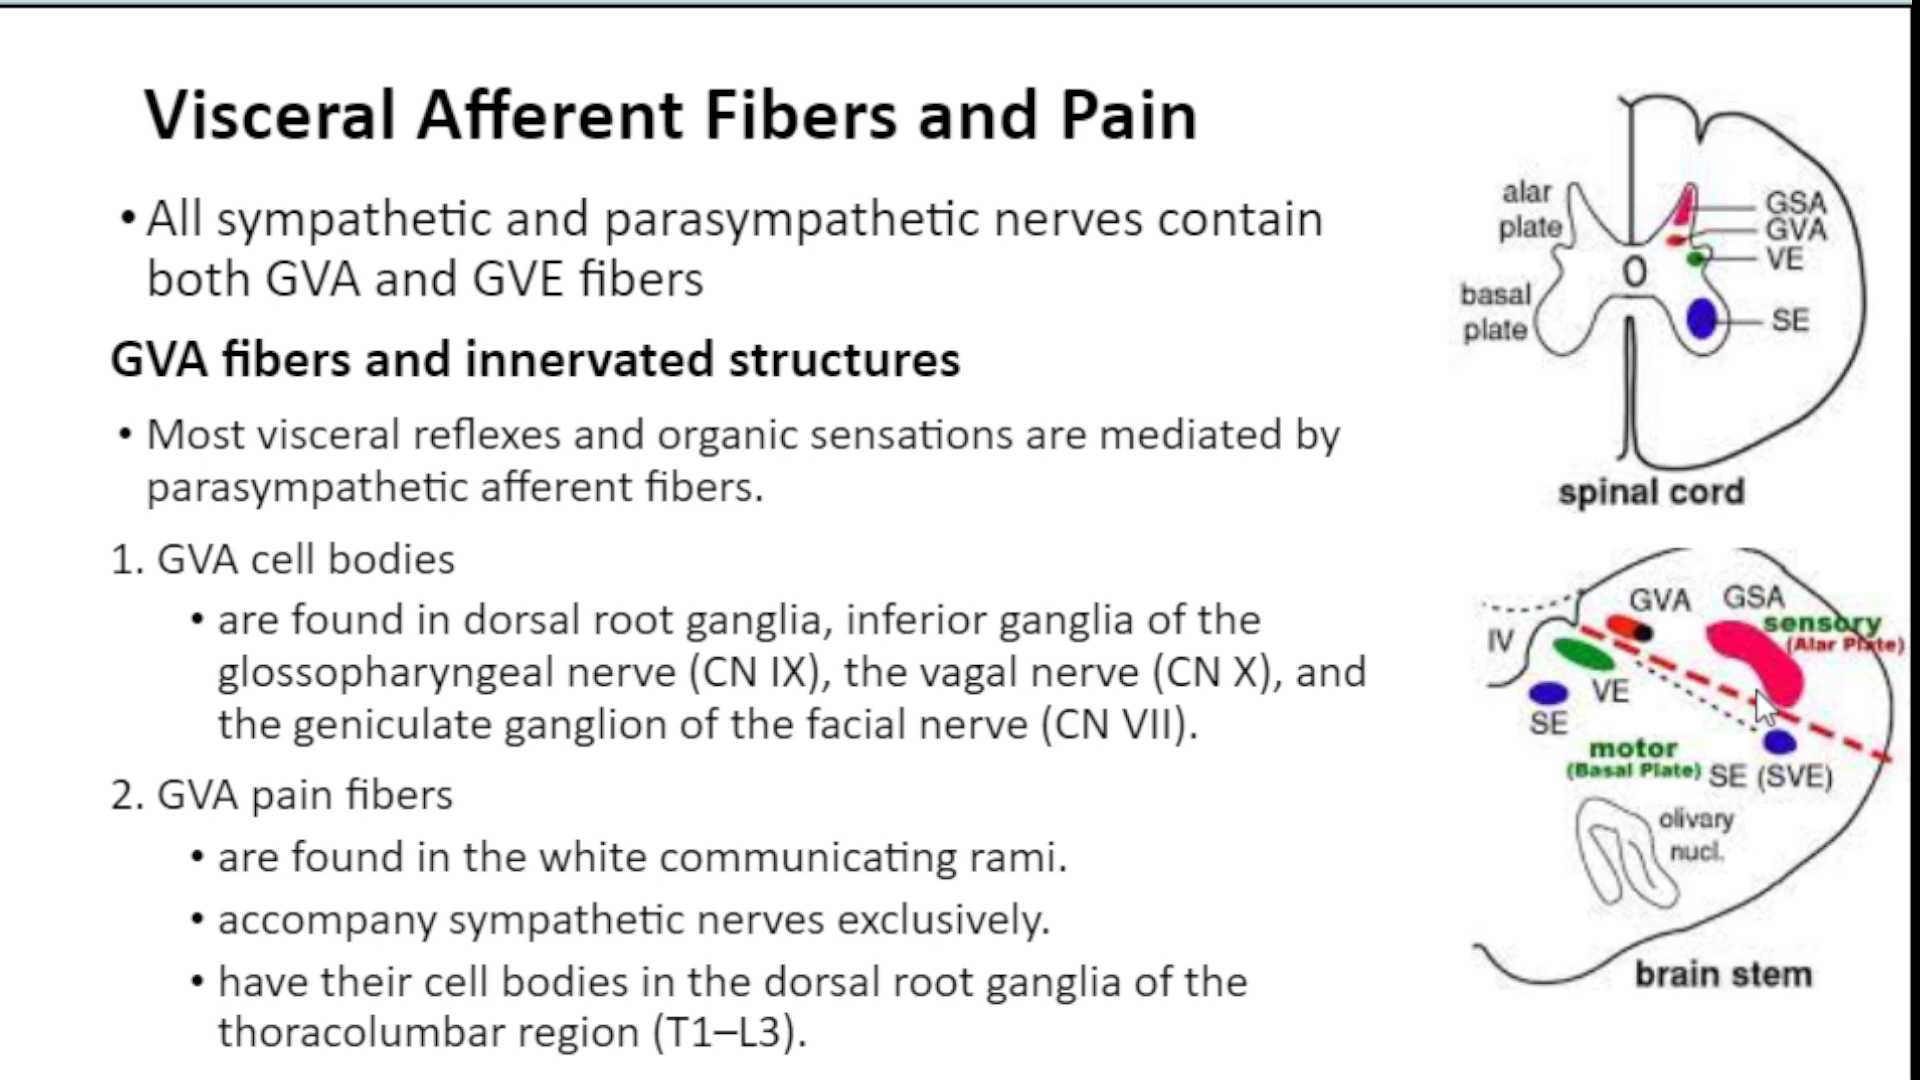 Visceral Afferent Fibers and Pain
• All sympathetic and parasympathetic nerves contain
both GVA and GVE fibers
GVA fibers and innervated structures
• Most visceral reflexes and organic sensations are mediated by
parasympathetic afferent fibers.
1. GVA cell bodies
• are found in dorsal root ganglia, inferior ganglia of the
glossopharyngeal nerve (CN IX), the vagal nerve (CN X), and
the geniculate ganglion of the facial nerve (CN VII).
2. GVA pain fibers
• are found in the white communicating rami.
• accompany sympathetic nerves exclusively.
• have their cell bodies in the dorsal root ganglia of the
thoracolumbar region (T1–L3).
alar
plate
basal
plate
GSA
GVA
VE
SE
spinal cord
GVA
GSA
sensory
(Alar Plate)
IV
VE
SE
motor
(Basal Plate)
SE (SVE)
olivary
nucl.
brain stem